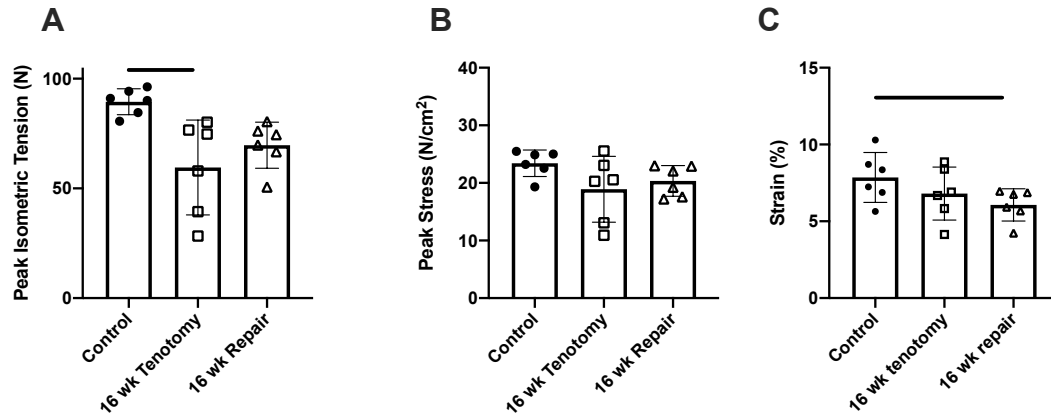 A
Peak Isometric Tension (N)
100
50
0
Control
16 wk Tenotomy
16 wk Repair
B
Peak Stress (N/cm²)
40
30
20
10
0
Control
16 wk Tenotomy
16 wk Repair
C
Strain (%)
15
10
5
0
Control
16 wk tenotomy
16 wk repair